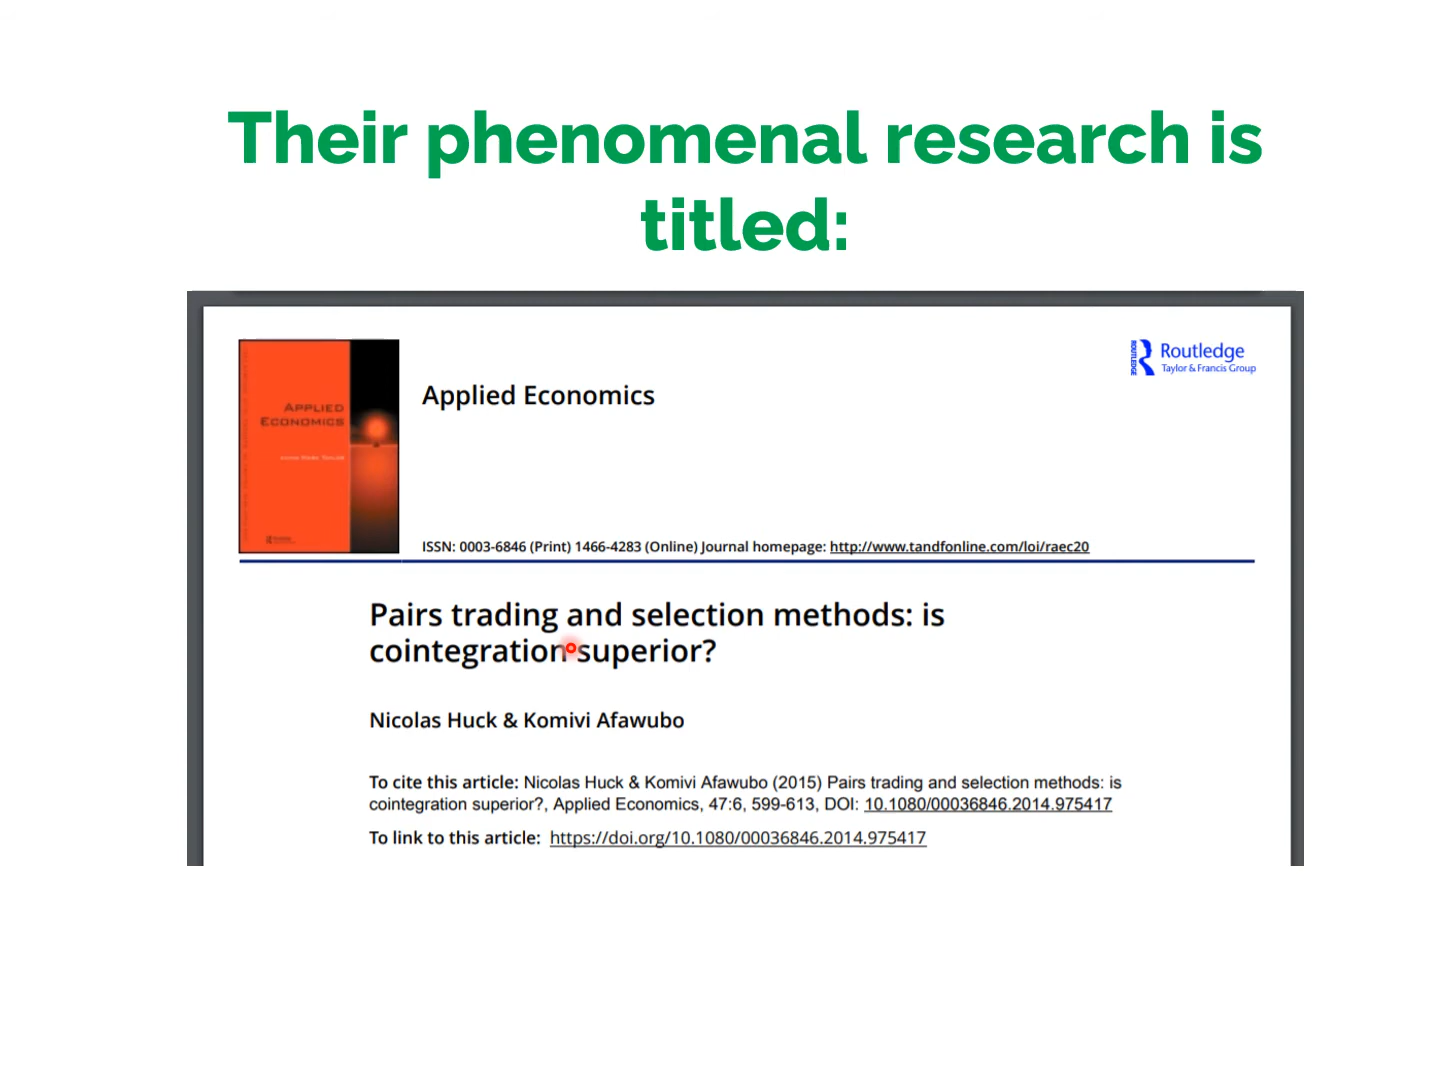 Their phenomenal research is
titled:
ROUTLEDGE
Routledge
Taylor & Francis Group
APPLIED
ECONOMICS
Applied Economics
ISSN: 0003-6846 (Print) 1466-4283 (Online) Journal homepage: http://www.tandfonline.com/loi/raec20
Pairs trading and selection methods: is
cointegration superior?
Nicolas Huck & Komivi Afawubo
To cite this article: Nicolas Huck & Komivi Afawubo (2015) Pairs trading and selection methods: is
cointegration superior?, Applied Economics, 47:6, 599-613, DOI: 10.1080/00036846.2014.975417
To link to this article: https://doi.org/10.1080/00036846.2014.975417